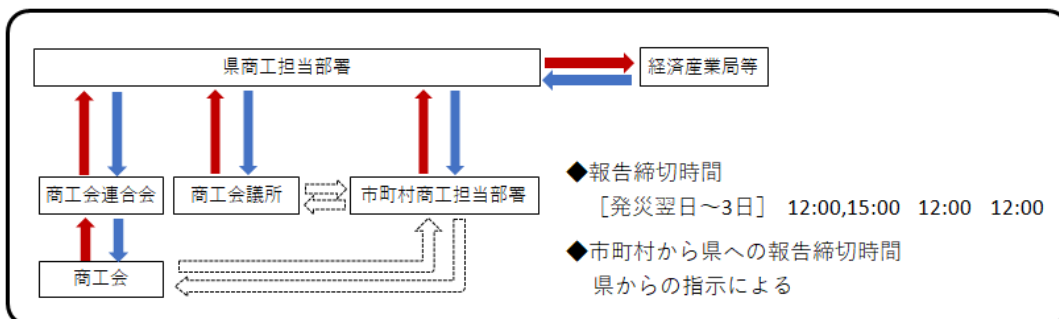 県商工担当部署
経済産業局等
商工会連合会
商工会議所
市町村商工担当部署
商工会
◆報告締切時間
［発災翌日～3日］ 12:00,15:00 12:00 12:00
◆市町村から県への報告締切時間
県からの指示による